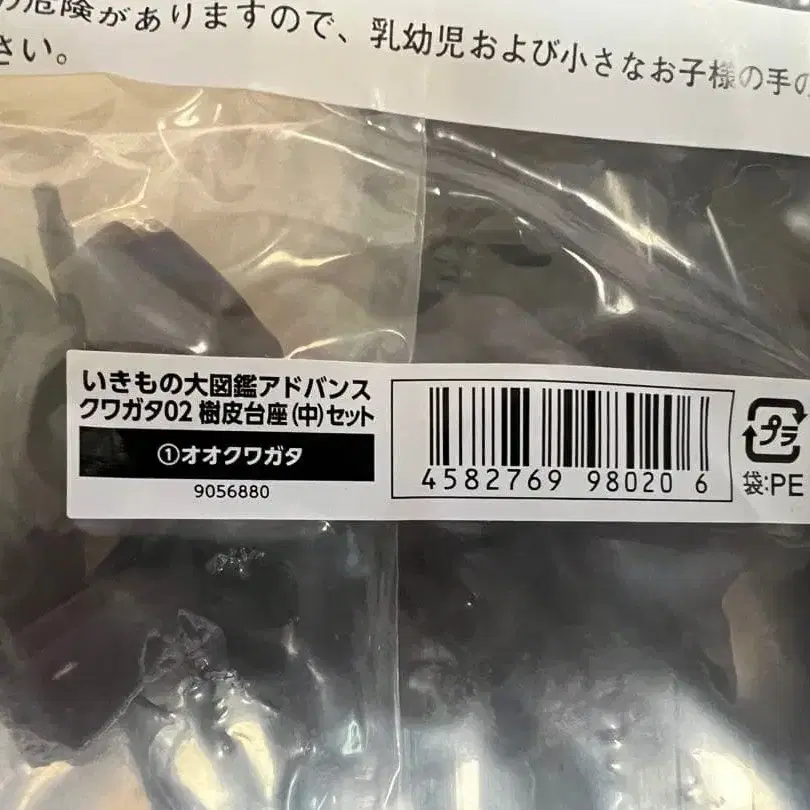 危険がありますので、乳幼児および小さなお子様の手の
さい。
いきもの大図鑑アドバンス
クワガタ02 樹皮台座(中)セット
①オオクワガタ
9056880
4582769 98020 6
プラ
袋:PE